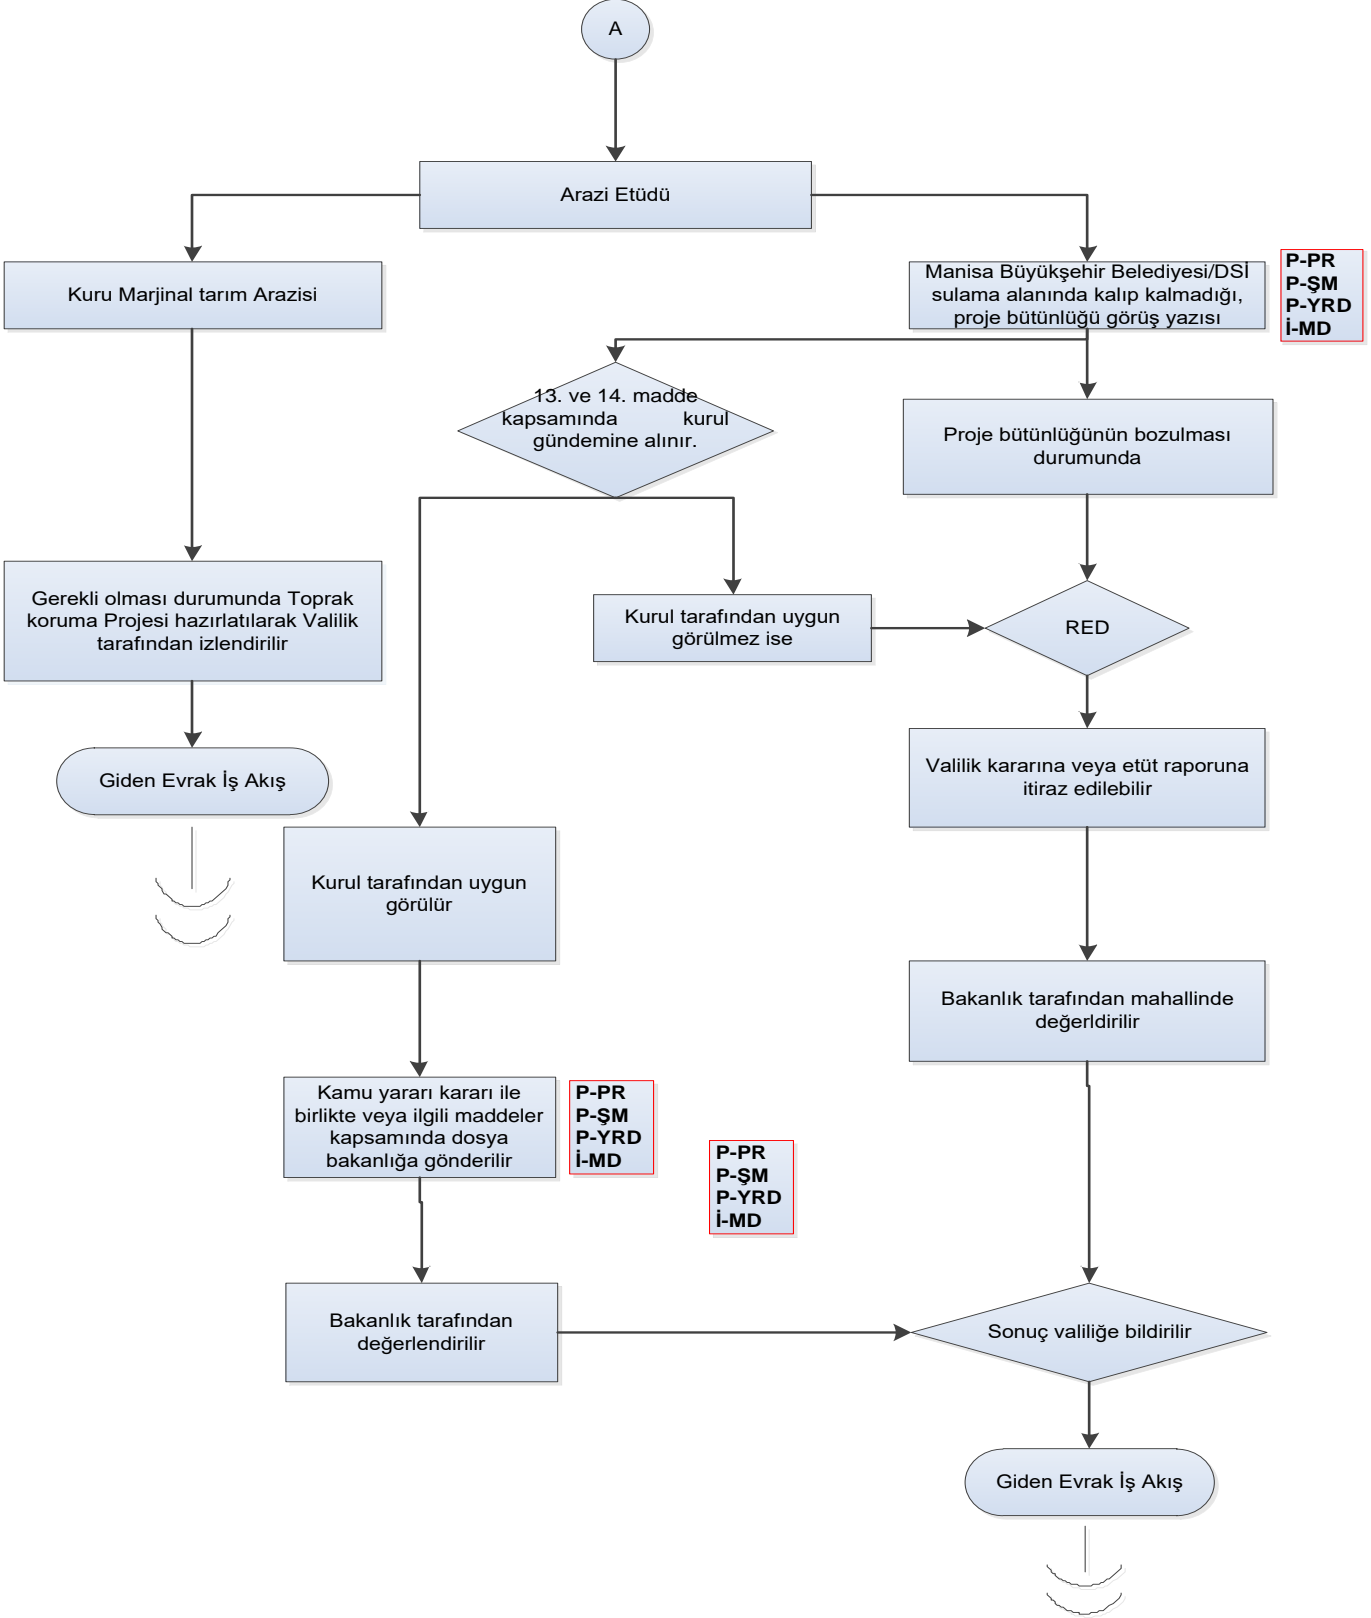 A
Arazi Etüdü
Kuru Marjinal tarım Arazisi
Manisa Büyükşehir Belediyesi/DSİ
sulama alanında kalıp kalmadığı,
proje bütünlüğü görüş yazısı
P-PR
P-ŞM
P-YRD
İ-MD
13. ve 14. madde
kapsamında kurul
gündemine alınır.
Proje bütünlüğünün bozulması
durumunda
Gerekli olması durumunda Toprak
koruma Projesi hazırlatılarak Valilik
tarafından izlendirilir
Kurul tarafından uygun
görülmez ise
RED
Giden Evrak İş Akış
Valilik kararına veya etüt raporuna
itiraz edilebilir
Kurul tarafından uygun
görülür
Bakanlık tarafından mahallinde
değerldirilir
Kamu yararı kararı ile
birlikte veya ilgili maddeler
kapsamında dosya
bakanlığa gönderilir
P-PR
P-ŞM
P-YRD
İ-MD
P-PR
P-ŞM
P-YRD
İ-MD
Bakanlık tarafından
değerlendirilir
Sonuç valiliğe bildirilir
Giden Evrak İş Akış